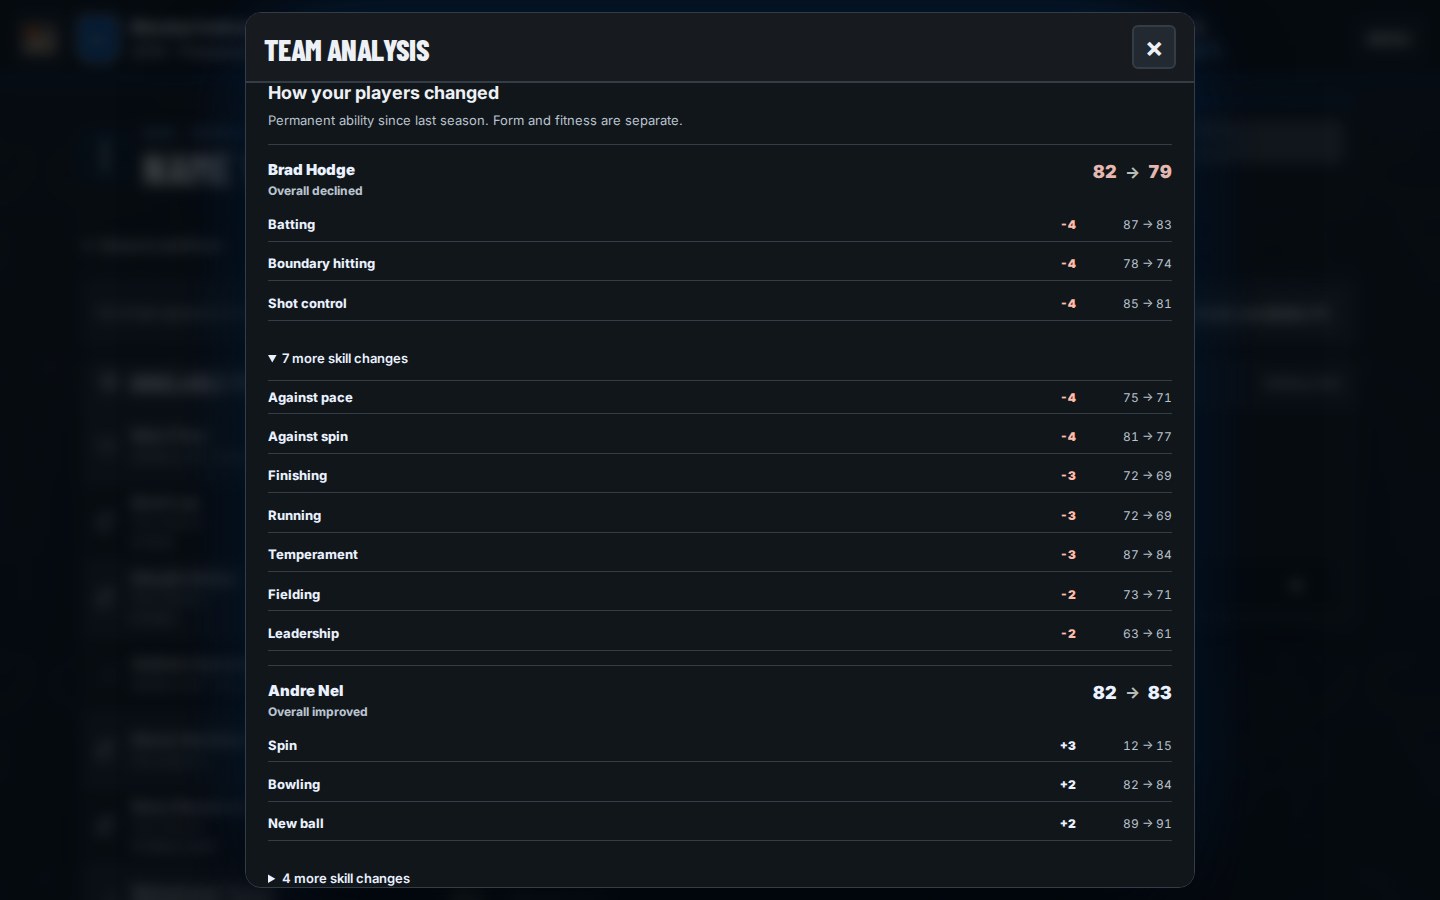 TEAM ANALYSIS
×
How your players changed
Permanent ability since last season. Form and fitness are separate.
Brad Hodge
82 → 79
Overall declined
Batting -4 87 → 83
Boundary hitting -4 78 → 74
Shot control -4 85 → 81
▼ 7 more skill changes
Against pace -4 75 → 71
Against spin -4 81 → 77
Finishing -3 72 → 69
Running -3 72 → 69
Temperament -3 87 → 84
Fielding -2 73 → 71
Leadership -2 63 → 61
Andre Nel
82 → 83
Overall improved
Spin +3 12 → 15
Bowling +2 82 → 84
New ball +2 89 → 91
▶ 4 more skill changes